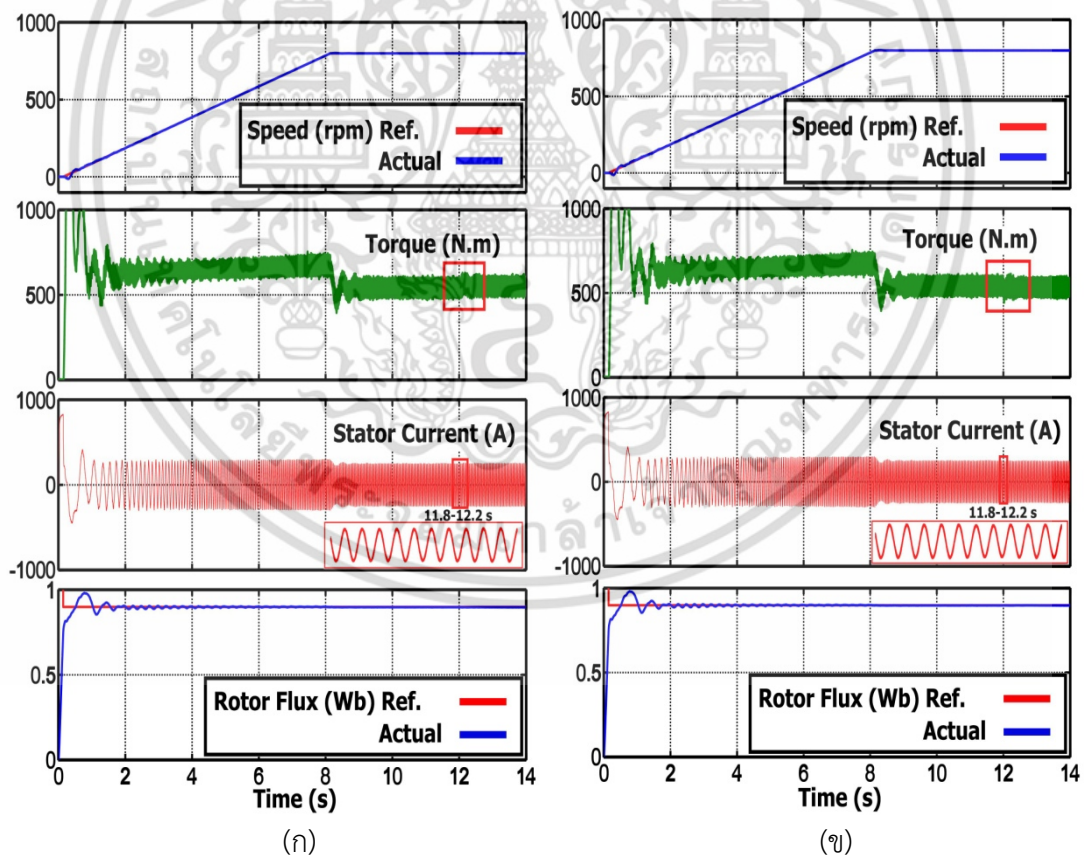 1000
500
0
Speed (rpm) Ref.
Actual
1000
500
0
Torque (N.m)
1000
0
-1000
Stator Current (A)
11.8-12.2 s
1
0.5
0
Rotor Flux (Wb) Ref.
Actual
0 2 4 6 8 10 12 14
Time (s)
(ก)
1000
500
0
Speed (rpm) Ref.
Actual
1000
500
0
Torque (N.m)
1000
0
-1000
Stator Current (A)
11.8-12.2 s
1
0.5
0
Rotor Flux (Wb) Ref.
Actual
0 2 4 6 8 10 12 14
Time (s)
(ข)